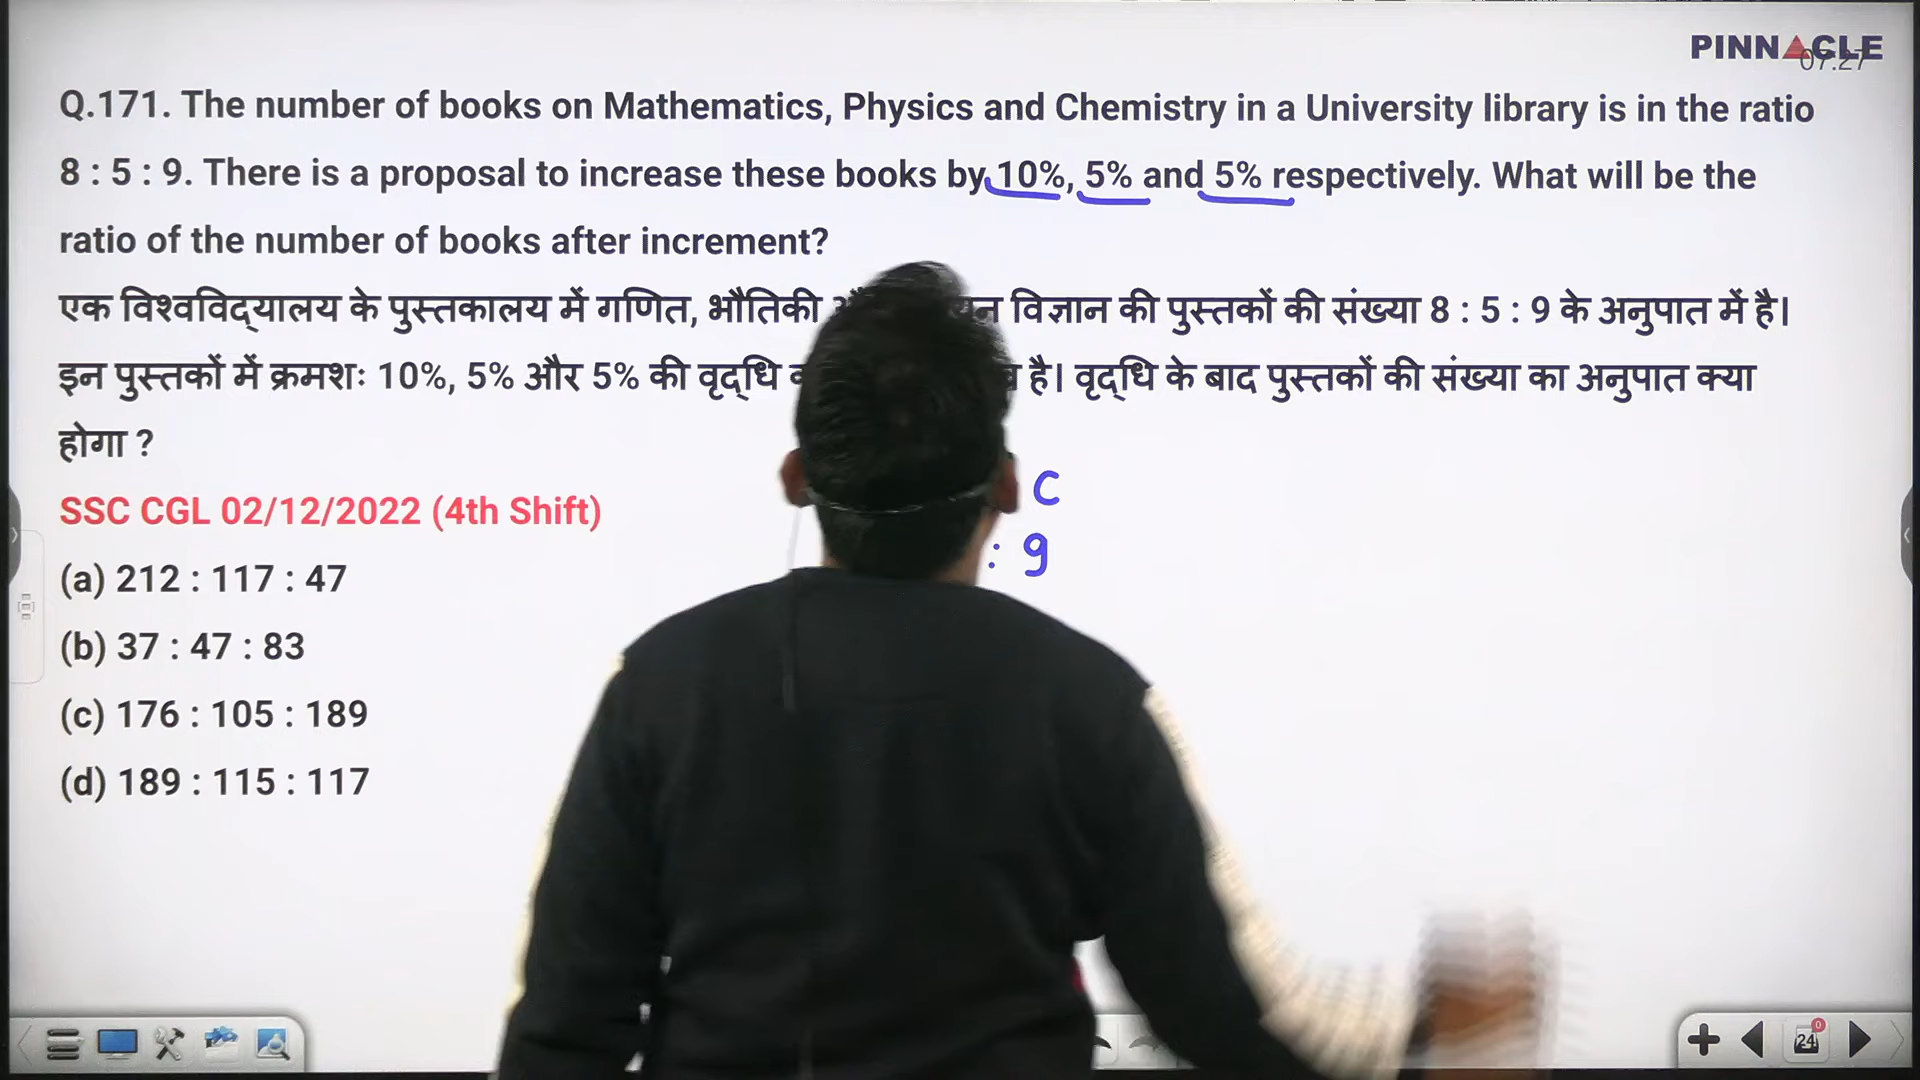 PINNACLE
07:27
Q.171. The number of books on Mathematics, Physics and Chemistry in a University library is in the ratio
8 : 5 : 9. There is a proposal to increase these books by 10%, 5% and 5% respectively. What will be the
ratio of the number of books after increment?
एक विश्वविद्यालय के पुस्तकालय में गणित, भौतिकी विज्ञान की पुस्तकों की संख्या 8 : 5 : 9 के अनुपात में है।
इन पुस्तकों में क्रमशः 10%, 5% और 5% की वृद्धि है। वृद्धि के बाद पुस्तकों की संख्या का अनुपात क्या
होगा ?
C
SSC CGL 02/12/2022 (4th Shift)
: 9
(a) 212 : 117 : 47
(b) 37 : 47 : 83
(c) 176 : 105 : 189
(d) 189 : 115 : 117
0
24